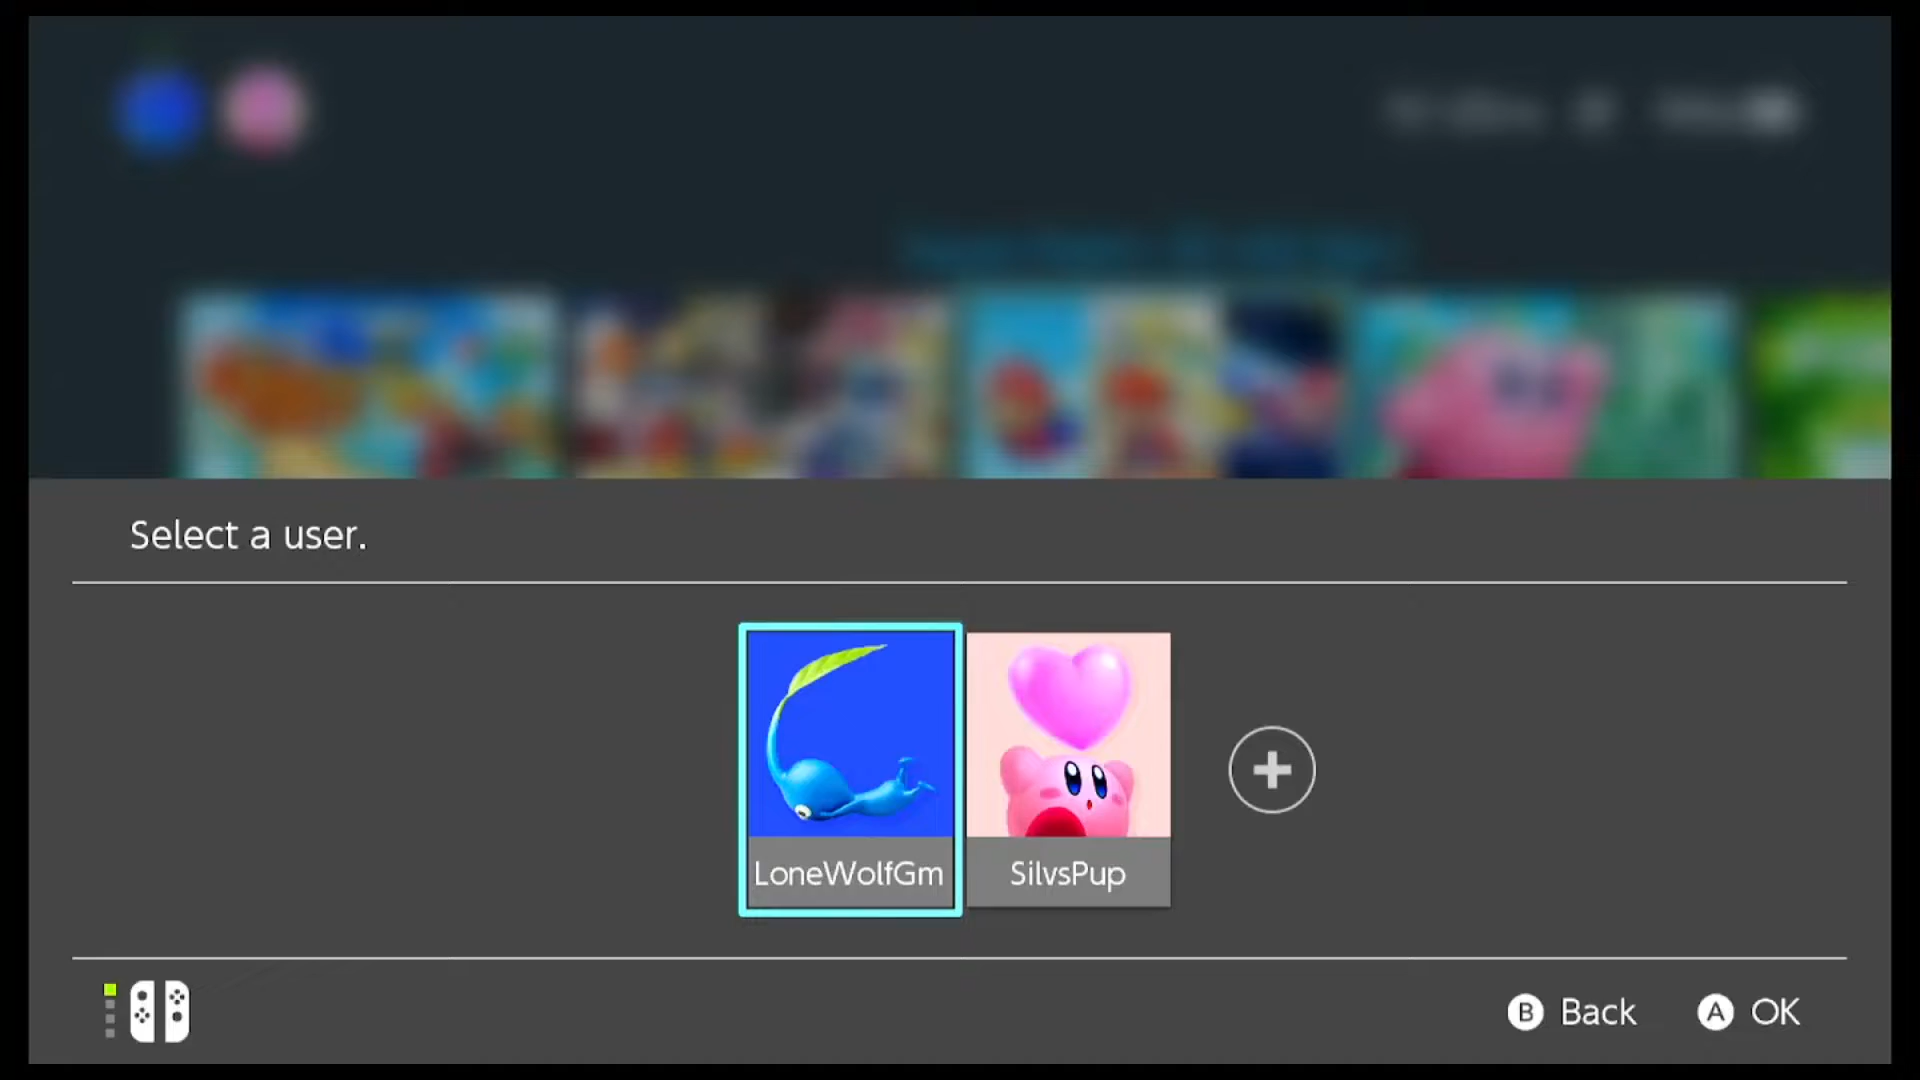 Select a user.
LoneWolfGm
SilvsPup
B Back
A OK